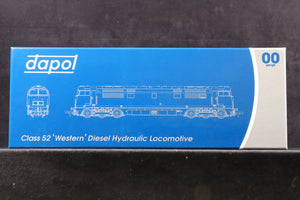 dapol
00
gauge
Class 52 'Western' Diesel Hydraulic Locomotive